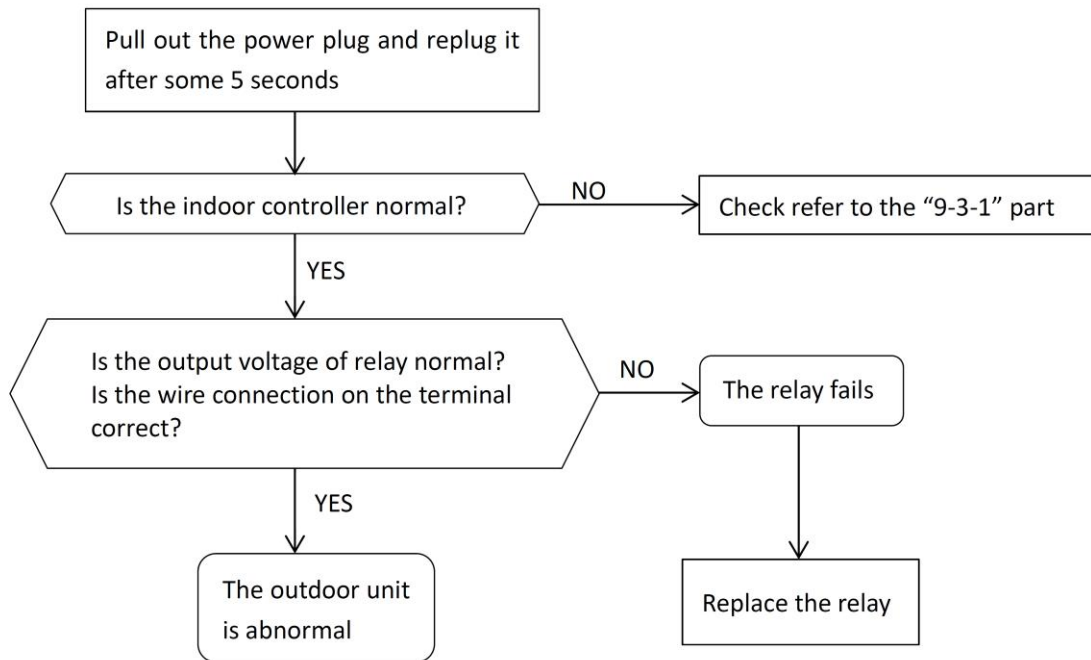 Pull out the power plug and replug it
after some 5 seconds
Is the indoor controller normal?
NO
Check refer to the “9-3-1” part
YES
Is the output voltage of relay normal?
Is the wire connection on the terminal
correct?
NO
The relay fails
YES
The outdoor unit
is abnormal
Replace the relay